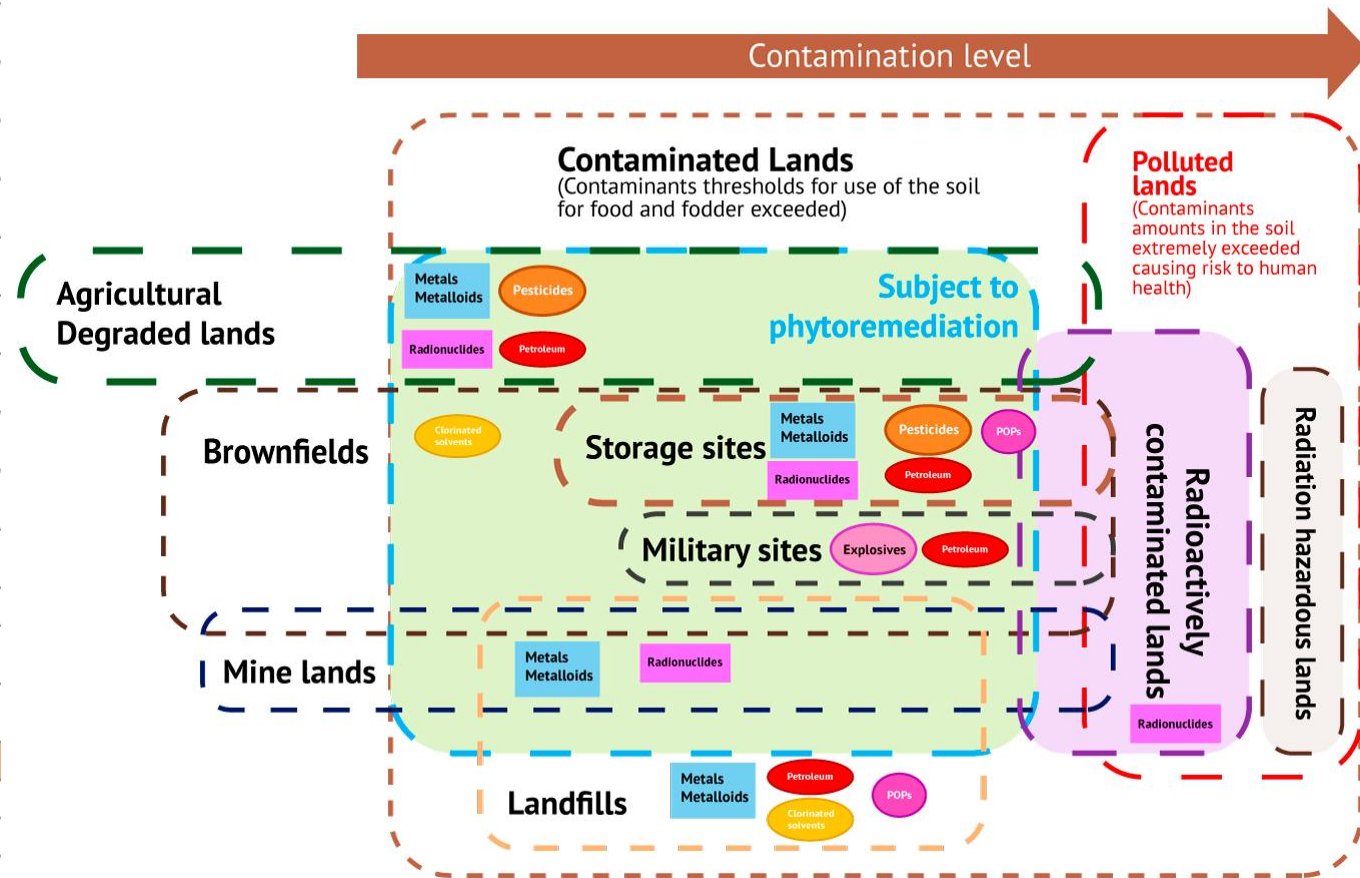 Contamination level
Contaminated Lands
(Contaminants thresholds for use of the soil
for food and fodder exceeded)
Polluted
lands
(Contaminants
amounts in the soil
extremely exceeded
causing risk to human
health)
Agricultural
Degraded lands
Metals
Metalloids
Pesticides
Radionuclides
Petroleum
Subject to
phytoremediation
Brownfields
Clorinated
solvents
Storage sites
Metals
Metalloids
Radionuclides
Pesticides
Petroleum
POPs
Military sites
Explosives
Petroleum
Mine lands
Metals
Metalloids
Radionuclides
Landfills
Metals
Metalloids
Petroleum
Clorinated
solvents
POPs
Radioactively
contaminated lands
Radionuclides
Radiation hazardous lands